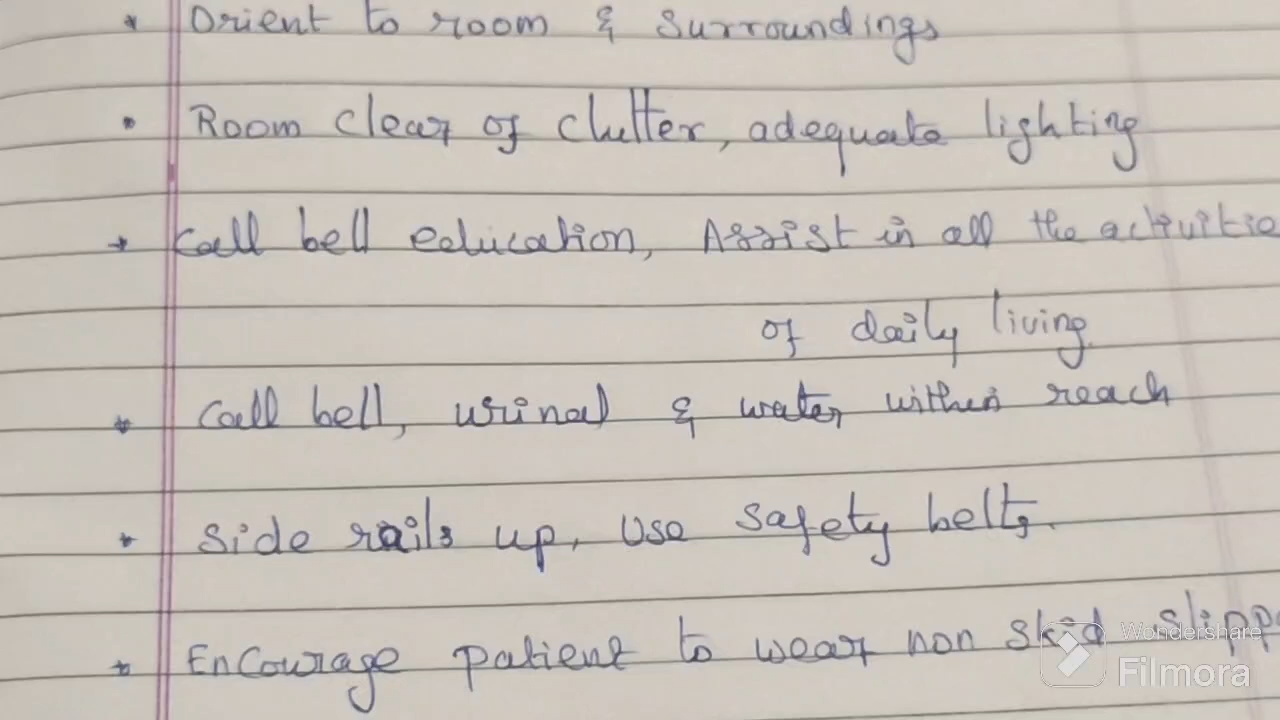 Orient to room & surroundings
Room clear of clutter, adequate lighting
Call bell education, Assist in all the activitie
of daily living.
Call bell, urinal & water within reach
Side rails up, Use safety belts.
Encourage patient to wear non skid slipp
Wondershare
Filmora